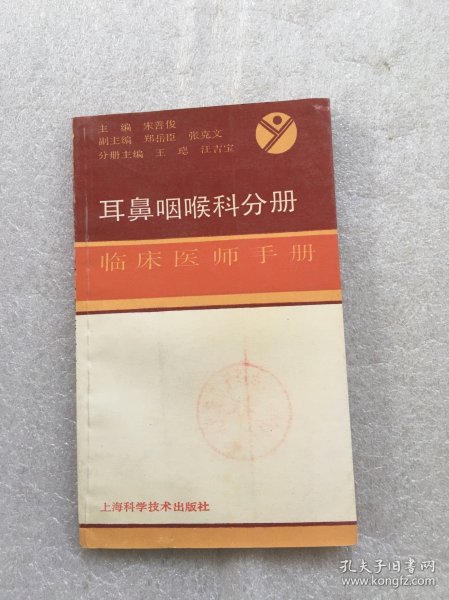 主 编 宋善俊
副主编 郑岳臣 张克文
分册主编 王 琨 汪吉宝
耳鼻咽喉科分册
临床医师手册
上海科学技术出版社
孔夫子旧书网
www.kongfz.com